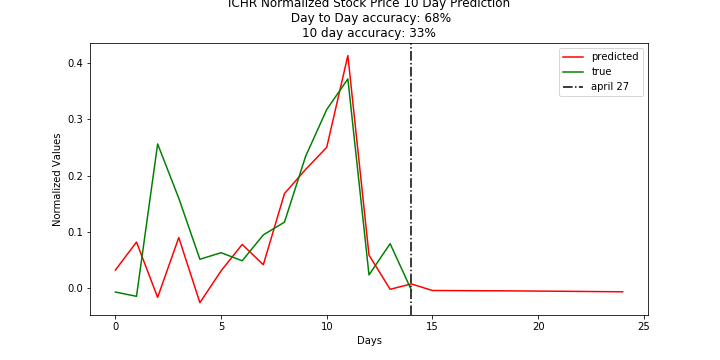 ICHR Normalized Stock Price 10 Day Prediction
Day to Day accuracy: 68%
10 day accuracy: 33%
predicted
true
april 27
Normalized Values
0.4
0.3
0.2
0.1
0.0
0
5
10
15
20
25
Days